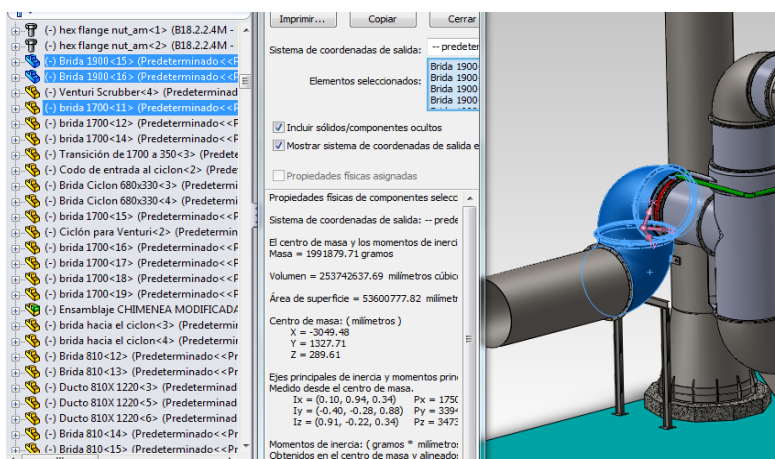 (-) hex flange nut_am<1> (B18.2.2.4M -
(-) hex flange nut_am<2> (B18.2.2.4M -
(-) Brida 1900<15> (Predeterminado<<P
(-) Brida 1900<16> (Predeterminado<<P
(-) Venturi Scrubber<4> (Predeterminad
(-) brida 1700<11> (Predeterminado<<F
(-) brida 1700<12> (Predeterminado<<F
(-) brida 1700<14> (Predeterminado<<F
(-) Transición de 1700 a 350<3> (Predete
(-) Codo de entrada al ciclon<2> (Prede
(-) Brida Ciclon 680x330<3> (Predetermi
(-) Brida Ciclon 680x330<4> (Predetermi
(-) brida 1700<15> (Predeterminado<<F
(-) Ciclón para Venturi<2> (Determin
(-) brida 1700<16> (Predeterminado<<F
(-) brida 1700<17> (Predeterminado<<F
(-) brida 1700<18> (Predeterminado<<F
(-) brida 1700<19> (Predeterminado<<F
(-) Ensamblaje CHIMENEA MODIFICADA
(-) brida hacia el ciclon<3> (Predetermir
(-) brida hacia el ciclon<4> (Predetermir
(-) Brida 810<12> (Predeterminado<<Pr
(-) Brida 810<13> (Predeterminado<<Pr
(-) Ducto 810X1220<3> (Predeterminad
(-) Ducto 810X1220<5> (Predeterminad
(-) Ducto 810X1220<6> (Predeterminad
(-) Brida 810<14> (Predeterminado<<Pr
(-) Brida 810<15> (Predeterminado<<Pr
Imprimir... Copiar Cerrar
Sistema de coordenadas de salida: -- predeter
Elementos seleccionados:
Brida 1900
Brida 1900
Brida 1900
Brida 1900
Incluir sólidos/componentes ocultos
Mostrar sistema de coordenadas de salida e
Propiedades físicas asignadas
Propiedades físicas de componentes selecc
Sistema de coordenadas de salida: -- prede
El centro de masa y los momentos de inerci
Masa = 1991879.71 gramos
Volumen = 253742637.69 milímetros cúbico
Área de superficie = 53600777.82 milímetr
Centro de masa: ( milímetros )
X = -3049.48
Y = 1327.71
Z = 289.61
Ejes principales de inercia y momentos prin
Medido desde el centro de masa.
Ix = (0.10, 0.94, 0.34) Px = 1750
Iy = (-0.40, -0.28, 0.88) Py = 3394
Iz = (0.91, -0.22, 0.34) Pz = 3473
Momentos de inercia: ( gramos * milímetro
Obtenidos en el centro de masa y alineado